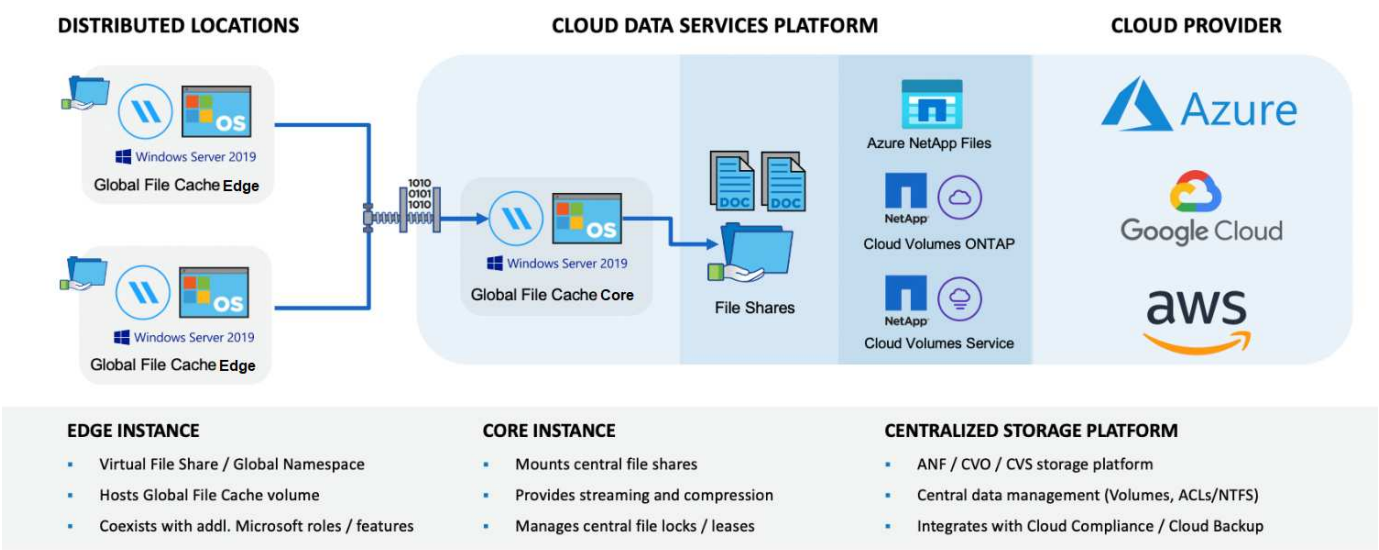 DISTRIBUTED LOCATIONS
CLOUD DATA SERVICES PLATFORM
CLOUD PROVIDER
OS
Windows Server 2019
Global File Cache Edge
OS
Windows Server 2019
Global File Cache Edge
1010
0101
1010
OS
Windows Server 2019
Global File Cache Core
DOC
DOC
File Shares
Azure NetApp Files
NetApp
Cloud Volumes ONTAP
NetApp
Cloud Volumes Service
Azure
Google Cloud
aws
EDGE INSTANCE
▪ Virtual File Share / Global Namespace
▪ Hosts Global File Cache volume
▪ Coexists with addl. Microsoft roles / features
CORE INSTANCE
▪ Mounts central file shares
▪ Provides streaming and compression
▪ Manages central file locks / leases
CENTRALIZED STORAGE PLATFORM
▪ ANF / CVO / CVS storage platform
▪ Central data management (Volumes, ACLs/NTFS)
▪ Integrates with Cloud Compliance / Cloud Backup